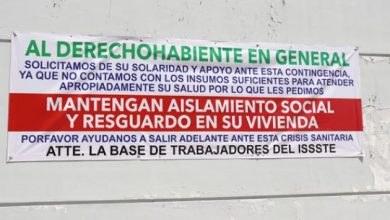 AL DERECHOHABIENTE EN GENERAL
SOLICITAMOS DE SU SOLARIDAD Y APOYO ANTE ESTA CONTINGENCIA,
YA QUE NO CONTAMOS CON LOS INSUMOS SUFICIENTES PARA ATENDER
APROPIADAMENTE SU SALUD POR LO QUE LES PEDIMOS
MANTENGAN AISLAMIENTO SOCIAL
Y RESGUARDO EN SU VIVIENDA
PORFAVOR AYUDANOS A SALIR ADELANTE ANTE ESTA CRISIS SANITARIA
ATTE. LA BASE DE TRABAJADORES DEL ISSSTE